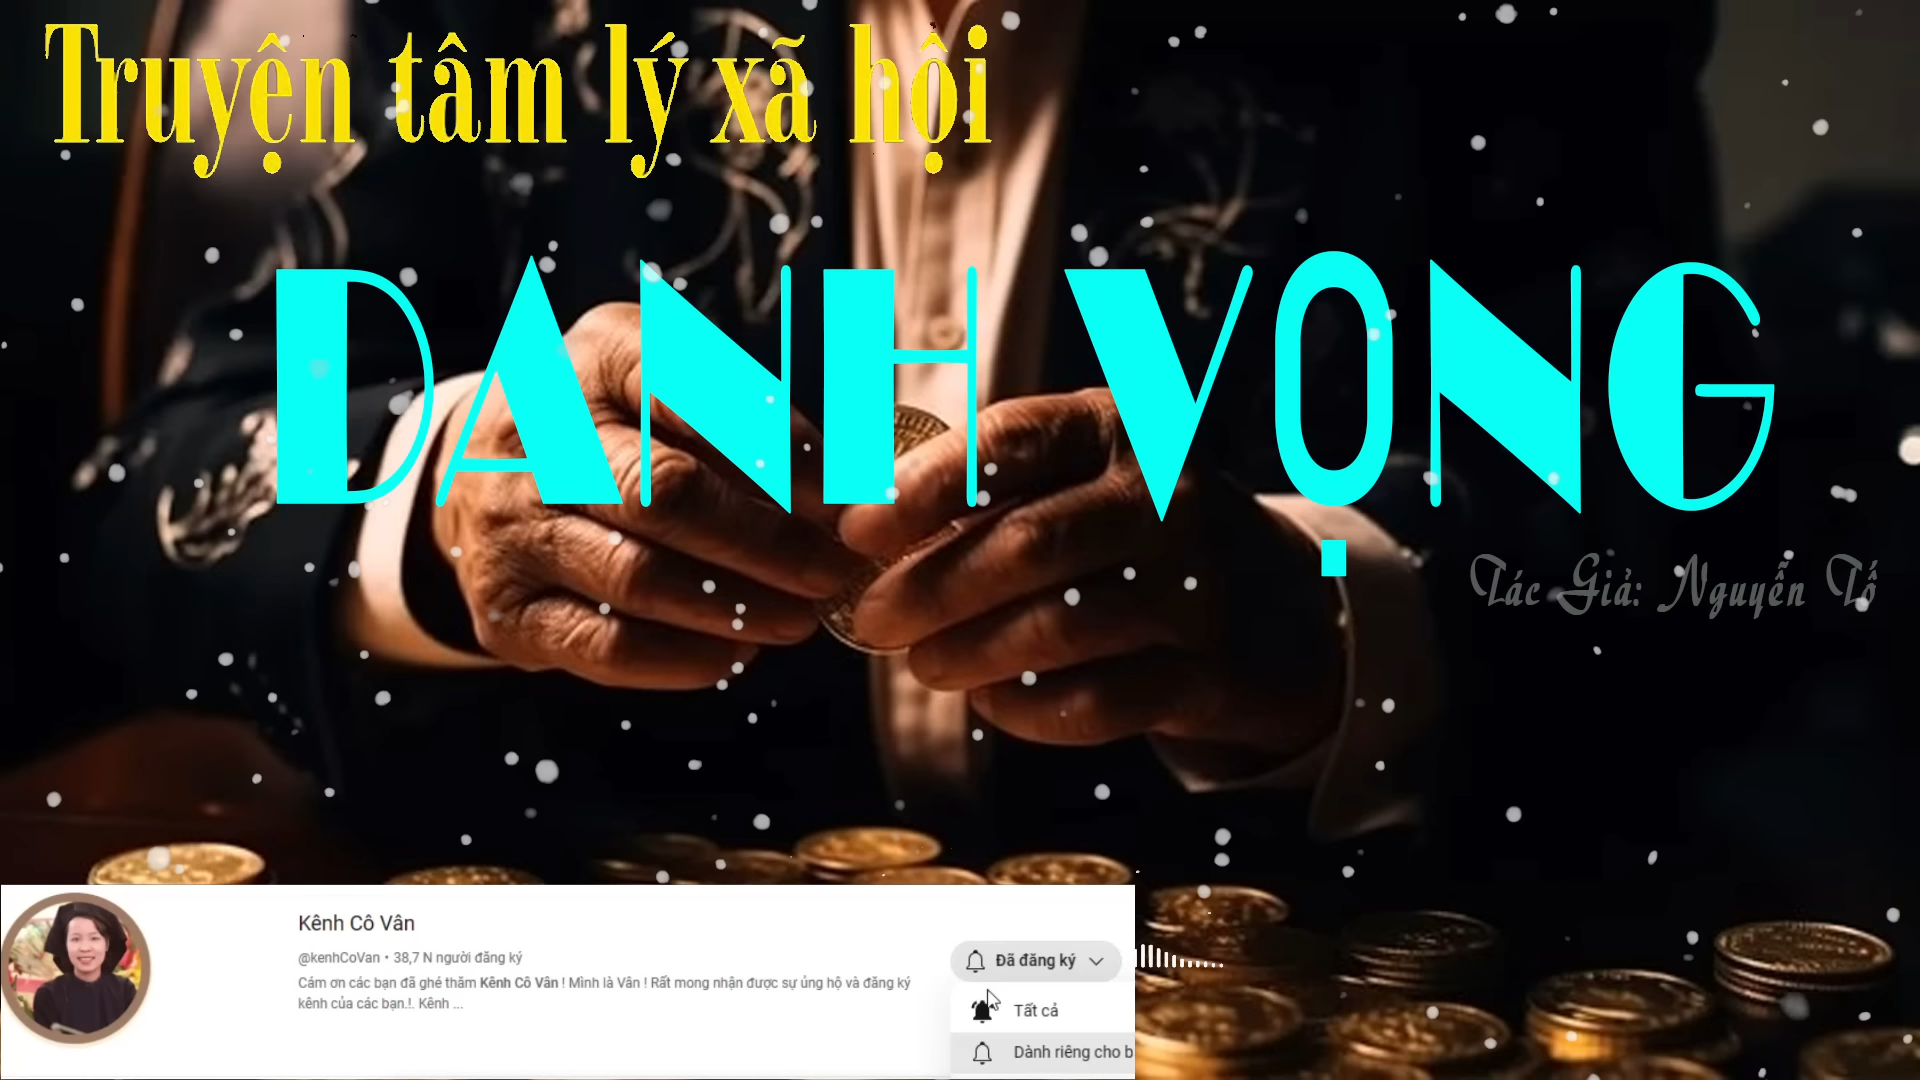 Truyện tâm lý xã hội
DANH VỌNG
Tác Giả: Nguyễn Tố
Kênh Cô Vân
@kenhCoVan • 38,7 N người đăng ký
Cám ơn các bạn đã ghé thăm Kênh Cô Vân ! Mình là Vân ! Rất mong nhận được sự ủng hộ và đăng ký
kênh của các bạn.!. Kênh ...
Đã đăng ký
Tất cả
Dành riêng cho b